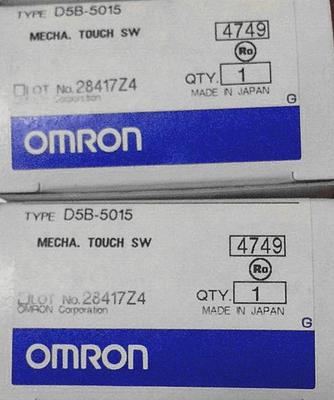 TYPE D5B-5015
MECHA. TOUCH SW
4749
Ro
LOT No.28417Z4
QTY. 1
Corporation
MADE IN JAPAN
G
OMRON
TYPE D5B-5015
MECHA. TOUCH SW
4749
Ro
LOT No.28417Z4
QTY. 1
OMRON Corporation
MADE IN JAPAN
G
OMRON